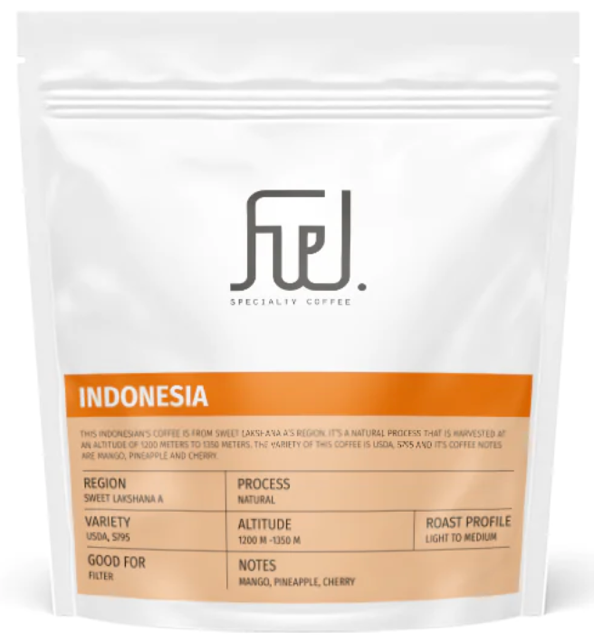 Fuel.
SPECIALTY COFFEE
INDONESIA
THIS INDONESIAN'S COFFEE IS FROM SWEET LAKSHANA A'S REGION. IT'S A NATURAL PROCESS THAT IS HARVESTED AT
AN ALTITUDE OF 1200 METERS TO 1350 METERS. THE VARIETY OF THIS COFFEE IS USDA, S795 AND IT'S COFFEE NOTES
ARE MANGO, PINEAPPLE AND CHERRY.
REGION
SWEET LAKSHANA A
PROCESS
NATURAL
VARIETY
USDA, S795
ALTITUDE
1200 M -1350 M
ROAST PROFILE
LIGHT TO MEDIUM
GOOD FOR
FILTER
NOTES
MANGO, PINEAPPLE, CHERRY